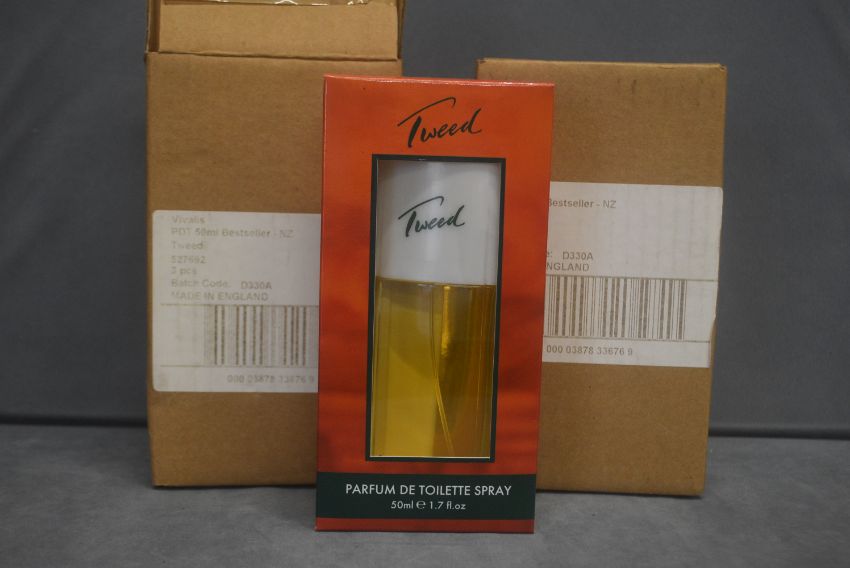 Tweed
Tweed
PARFUM DE TOILETTE SPRAY
50ml ℮ 1.7 fl.oz
Vivalis
PDT 50ml Bestseller - NZ
Tweed
527692
3 pcs
Batch Code: D330A
MADE IN ENGLAND
000 03878 33676 9
Bestseller - NZ
e: D330A
ENGLAND
000 03878 33676 9